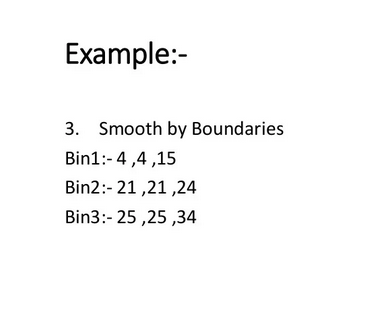 Example:-
3. Smooth by Boundaries
Bin1:- 4 ,4 ,15
Bin2:- 21 ,21 ,24
Bin3:- 25 ,25 ,34